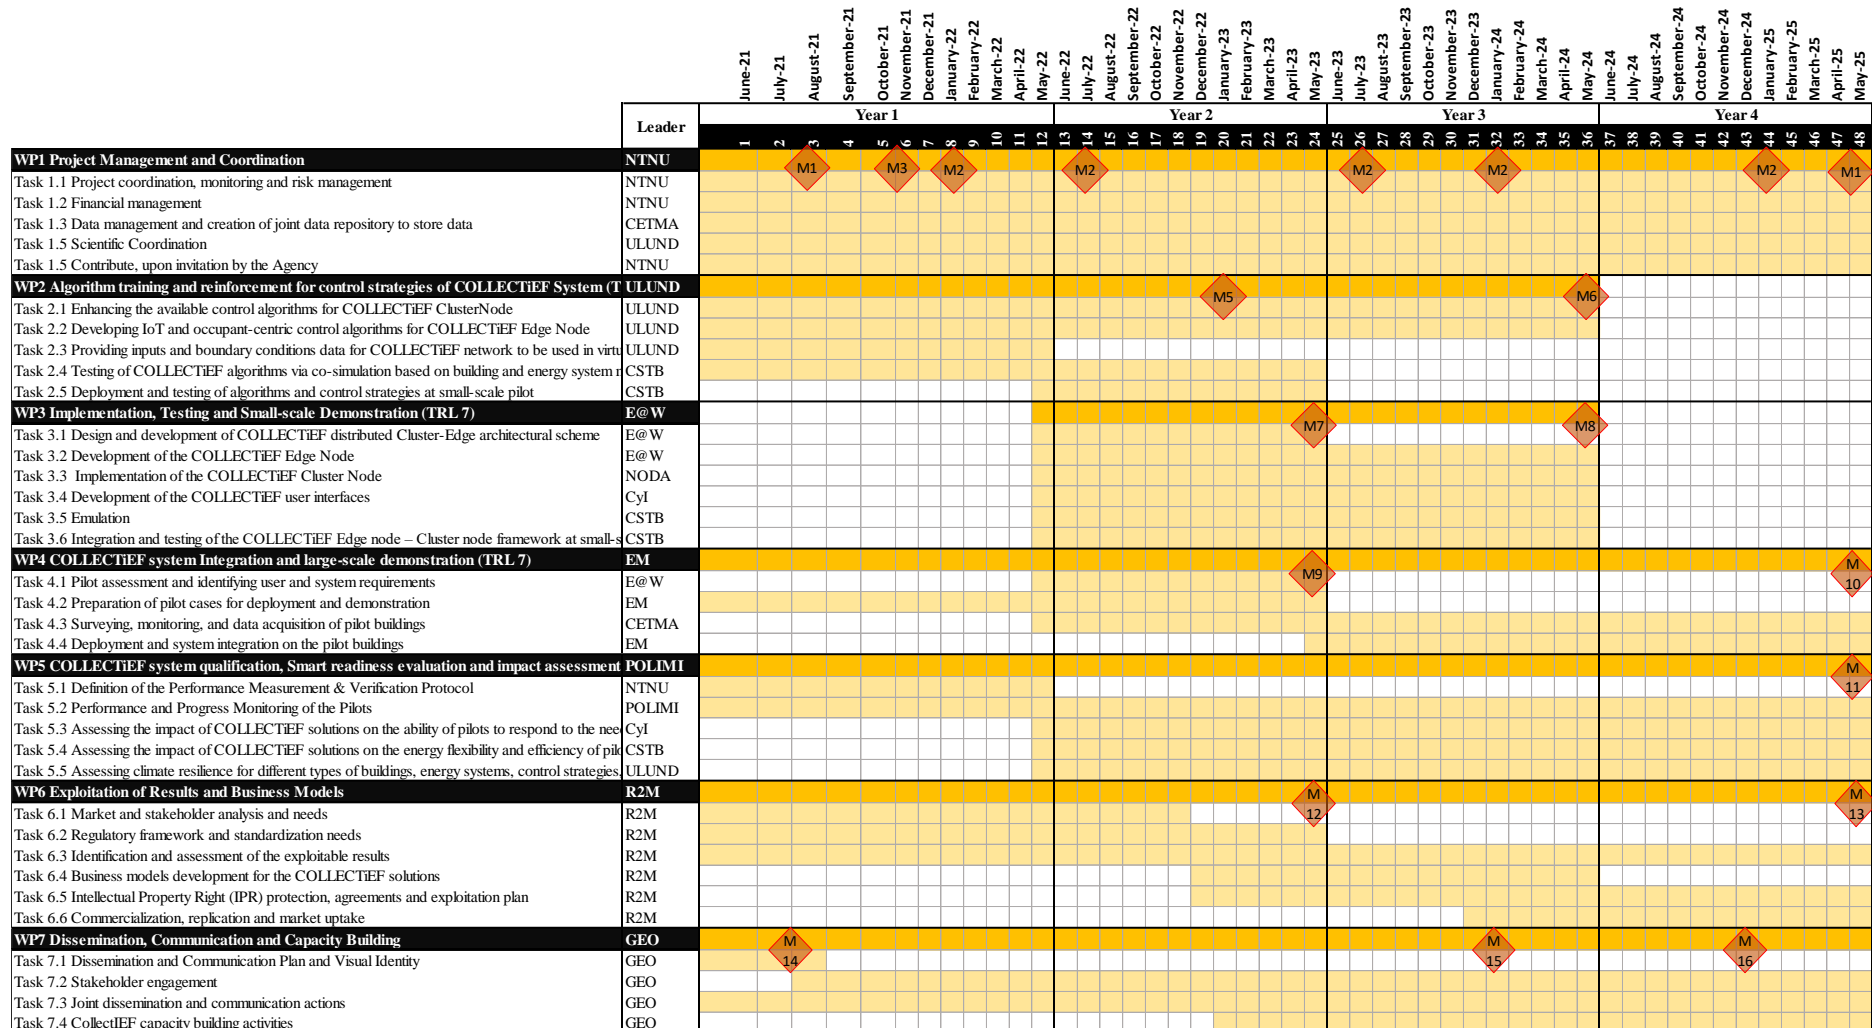 June-21 July-21 August-21 September-21 October-21 November-21 December-21 January-22 February-22 March-22 April-22 May-22 June-22 July-22 August-22 September-22 October-22 November-22 December-22 January-23 February-23 March-23 April-23 May-23 June-23 July-23 August-23 September-23 October-23 November-23 December-23 January-24 February-24 March-24 April-24 May-24 June-24 July-24 August-24 September-24 October-24 November-24 December-24 January-25 February-25 March-25 April-25 May-25
Leader Year 1 Year 2 Year 3 Year 4
1 2 3 4 5 6 7 8 9 10 11 12 13 14 15 16 17 18 19 20 21 22 23 24 25 26 27 28 29 30 31 32 33 34 35 36 37 38 39 40 41 42 43 44 45 46 47 48
WP1 Project Management and Coordination NTNU M1 M3 M2 M2 M2 M2 M2 M1
Task 1.1 Project coordination, monitoring and risk management NTNU
Task 1.2 Financial management NTNU
Task 1.3 Data management and creation of joint data repository to store data CETMA
Task 1.5 Scientific Coordination ULUND
Task 1.5 Contribute, upon invitation by the Agency NTNU
WP2 Algorithm training and reinforcement for control strategies of COLLECTiEF System (T ULUND M5 M6
Task 2.1 Enhancing the available control algorithms for COLLECTiEF ClusterNode ULUND
Task 2.2 Developing IoT and occupant-centric control algorithms for COLLECTiEF Edge Node ULUND
Task 2.3 Providing inputs and boundary conditions data for COLLECTiEF network to be used in virtu ULUND
Task 2.4 Testing of COLLECTiEF algorithms via co-simulation based on building and energy system CSTB
Task 2.5 Deployment and testing of algorithms and control strategies at small-scale pilot CSTB
WP3 Implementation, Testing and Small-scale Demonstration (TRL 7) E@W M7 M8
Task 3.1 Design and development of COLLECTiEF distributed Cluster-Edge architectural scheme E@W
Task 3.2 Development of the COLLECTiEF Edge Node E@W
Task 3.3 Implementation of the COLLECTiEF Cluster Node NODA
Task 3.4 Development of the COLLECTiEF user interfaces CyI
Task 3.5 Emulation CSTB
Task 3.6 Integration and testing of the COLLECTiEF Edge node – Cluster node framework at small-s CSTB
WP4 COLLECTiEF system Integration and large-scale demonstration (TRL 7) EM M9 M 10
Task 4.1 Pilot assessment and identifying user and system requirements E@W
Task 4.2 Preparation of pilot cases for deployment and demonstration EM
Task 4.3 Surveying, monitoring, and data acquisition of pilot buildings CETMA
Task 4.4 Deployment and system integration on the pilot buildings EM
WP5 COLLECTiEF system qualification, Smart readiness evaluation and impact assessment POLIMI M 11
Task 5.1 Definition of the Performance Measurement & Verification Protocol NTNU
Task 5.2 Performance and Progress Monitoring of the Pilots POLIMI
Task 5.3 Assessing the impact of COLLECTiEF solutions on the ability of pilots to respond to the nee CyI
Task 5.4 Assessing the impact of COLLECTiEF solutions on the energy flexibility and efficiency of pilo CSTB
Task 5.5 Assessing climate resilience for different types of buildings, energy systems, control strategies, ULUND
WP6 Exploitation of Results and Business Models R2M M 12 M 13
Task 6.1 Market and stakeholder analysis and needs R2M
Task 6.2 Regulatory framework and standardization needs R2M
Task 6.3 Identification and assessment of the exploitable results R2M
Task 6.4 Business models development for the COLLECTiEF solutions R2M
Task 6.5 Intellectual Property Right (IPR) protection, agreements and exploitation plan R2M
Task 6.6 Commercialization, replication and market uptake R2M
WP7 Dissemination, Communication and Capacity Building GEO M 14 M 15 M 16
Task 7.1 Dissemination and Communication Plan and Visual Identity GEO
Task 7.2 Stakeholder engagement GEO
Task 7.3 Joint dissemination and communication actions GEO
Task 7.4 CollectIEF capacity building activities GEO